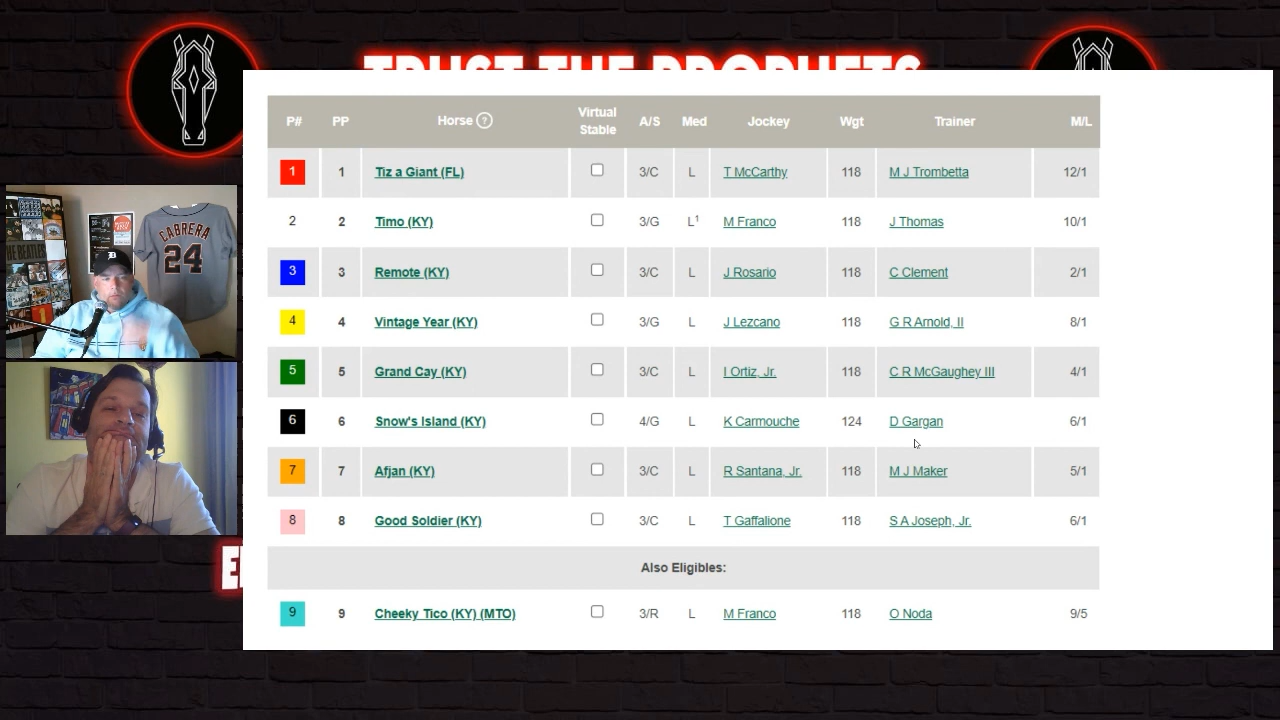 TRUST THE PROPHETS
P# PP Horse ? Virtual Stable A/S Med Jockey Wgt Trainer M/L
1 1 Tiz a Giant (FL) 3/C L T McCarthy 118 M J Trombetta 12/1
2 2 Timo (KY) 3/G L1 M Franco 118 J Thomas 10/1
3 3 Remote (KY) 3/C L J Rosario 118 C Clement 2/1
4 4 Vintage Year (KY) 3/G L J Lezcano 118 G R Arnold, II 8/1
5 5 Grand Cay (KY) 3/C L I Ortiz, Jr. 118 C R McGaughey III 4/1
6 6 Snow's Island (KY) 4/G L K Carmouche 124 D Gargan 6/1
7 7 Afjan (KY) 3/C L R Santana, Jr. 118 M J Maker 5/1
8 8 Good Soldier (KY) 3/C L T Gaffalione 118 S A Joseph, Jr. 6/1
Also Eligibles:
9 9 Cheeky Tico (KY) (MTO) 3/R L M Franco 118 O Noda 9/5
CABRERA
24
THE BEATLES
D